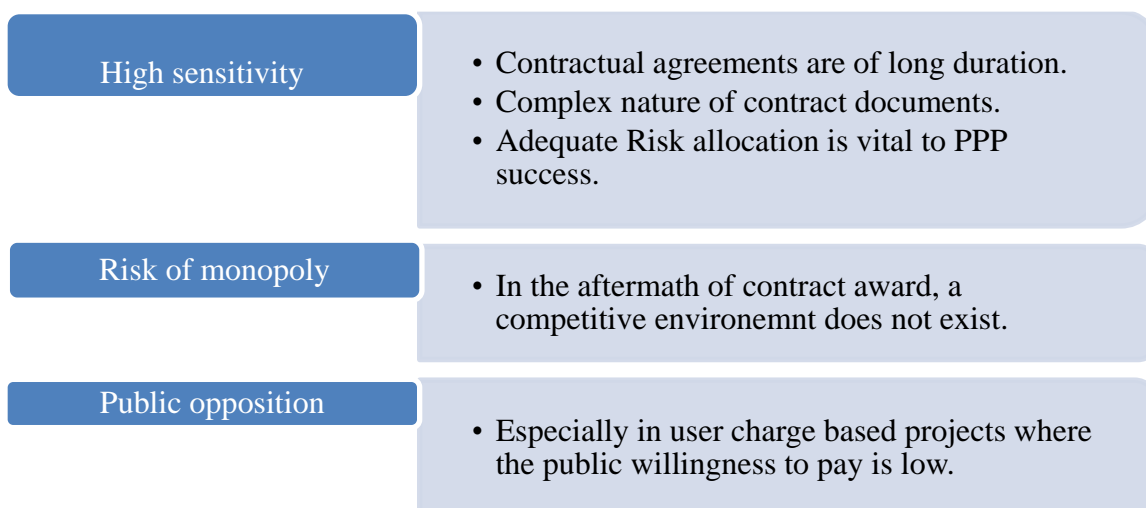 High sensitivity
• Contractual agreements are of long duration.
• Complex nature of contract documents.
• Adequate Risk allocation is vital to PPP
success.
Risk of monopoly
• In the aftermath of contract award, a
competitive environemnt does not exist.
Public opposition
• Especially in user charge based projects where
the public willingness to pay is low.